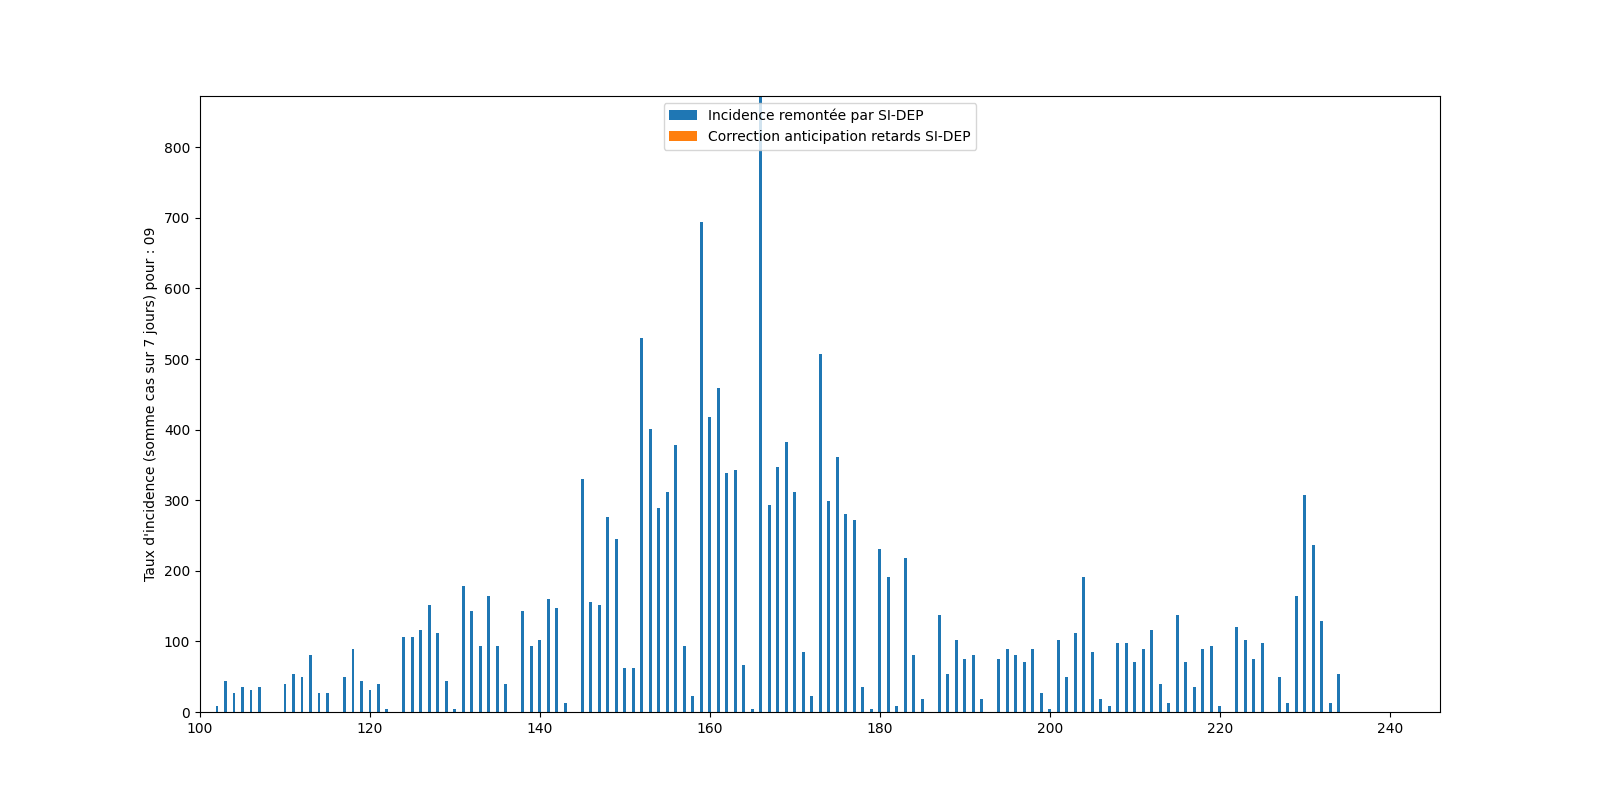 Incidence remontée par SI-DEP
Correction anticipation retards SI-DEP
Taux d'incidence (somme cas sur 7 jours) pour : 09
800
700
600
500
400
300
200
100
0
100 120 140 160 180 200 220 240